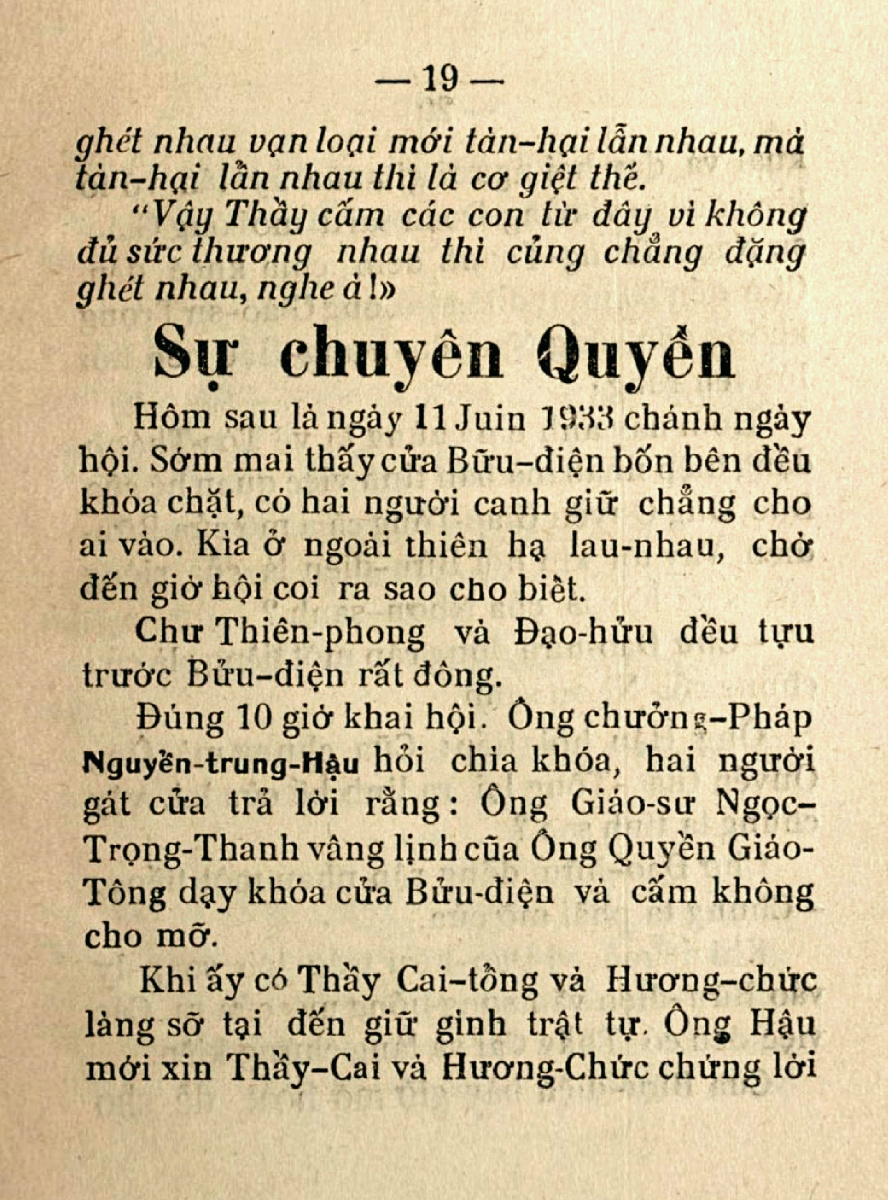 — 19 —
ghét nhau vạn loại mới tàn-hại lẫn nhau, mà
tàn-hại lẫn nhau thì là cơ giệt thế.
"Vậy Thầy cấm các con từ đây vì không
đủ sức thương nhau thì củng chẳng đặng
ghét nhau, nghe à!»
Sự chuyên Quyền
Hôm sau là ngày 11 Juin 1933 chánh ngày
hội. Sớm mai thấy cửa Bữu-điện bốn bên đều
khóa chặt, có hai người canh giữ chẳng cho
ai vào. Kìa ở ngoài thiên hạ lau-nhau, chờ
đến giờ hội coi ra sao cho biết.
Chư Thiên-phong và Đạo-hửu đều tựu
trước Bửu-điện rất đông.
Đúng 10 giờ khai hội. Ông chưởng-Pháp
Nguyễn-trung-Hậu hỏi chìa khóa, hai người
gát cửa trả lời rằng: Ông Giáo-sư Ngọc-
Trọng-Thanh vâng lịnh cũa Ông Quyền Giáo-
Tông dạy khóa cửa Bửu-điện và cấm không
cho mỡ.
Khi ấy có Thầy Cai-tổng và Hương-chức
làng sỡ tại đến giữ gình trật tự. Ông Hậu
mới xin Thầy-Cai và Hương-Chức chứng lời